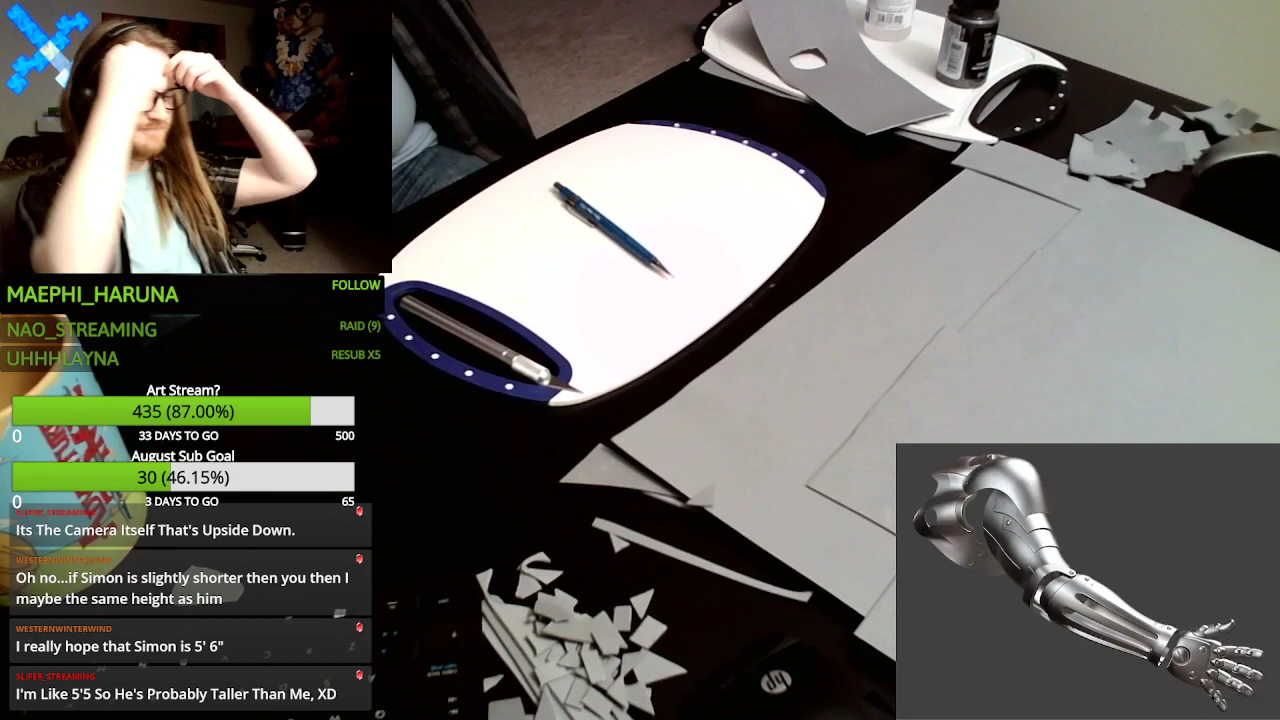 MAEPHI_HARUNA
FOLLOW
NAO_STREAMING
RAID (9)
UHHHLAYNA
RESUB X5
Art Stream?
435 (87.00%)
0
33 DAYS TO GO
500
August Sub Goal
30 (46.15%)
0
3 DAYS TO GO
65
SLIFER_STREAMING
Its The Camera Itself That's Upside Down.
WESTERNWINTERWIND
Oh no...if Simon is slightly shorter then you then I
maybe the same height as him
WESTERNWINTERWIND
I really hope that Simon is 5' 6"
SLIFER_STREAMING
I'm Like 5'5 So He's Probably Taller Than Me, XD
hp